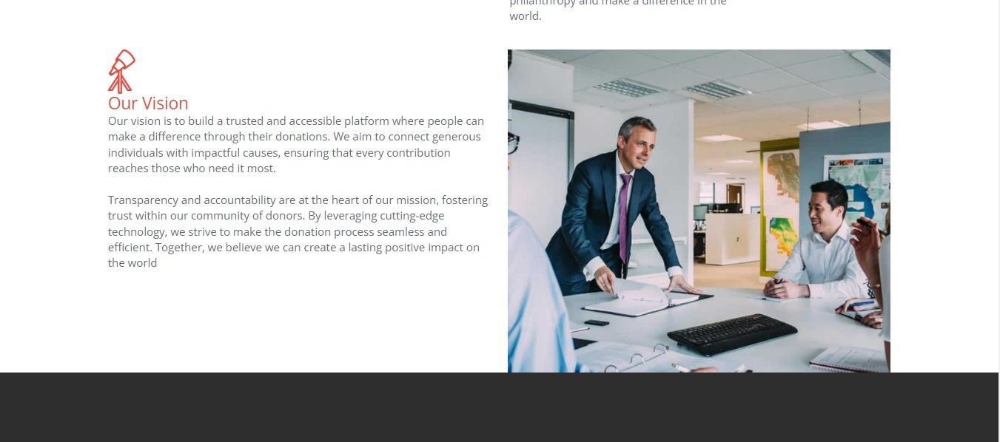 philanthropy and make a difference in the
world.
Our Vision
Our vision is to build a trusted and accessible platform where people can
make a difference through their donations. We aim to connect generous
individuals with impactful causes, ensuring that every contribution
reaches those who need it most.
Transparency and accountability are at the heart of our mission, fostering
trust within our community of donors. By leveraging cutting-edge
technology, we strive to make the donation process seamless and
efficient. Together, we believe we can create a lasting positive impact on
the world